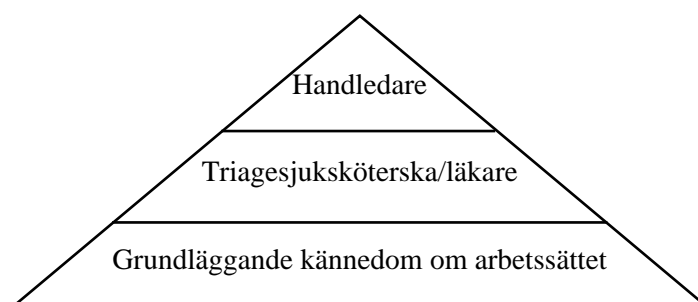 Handledare
Triagesjuksköterska/läkare
Grundläggande kännedom om arbetssättet